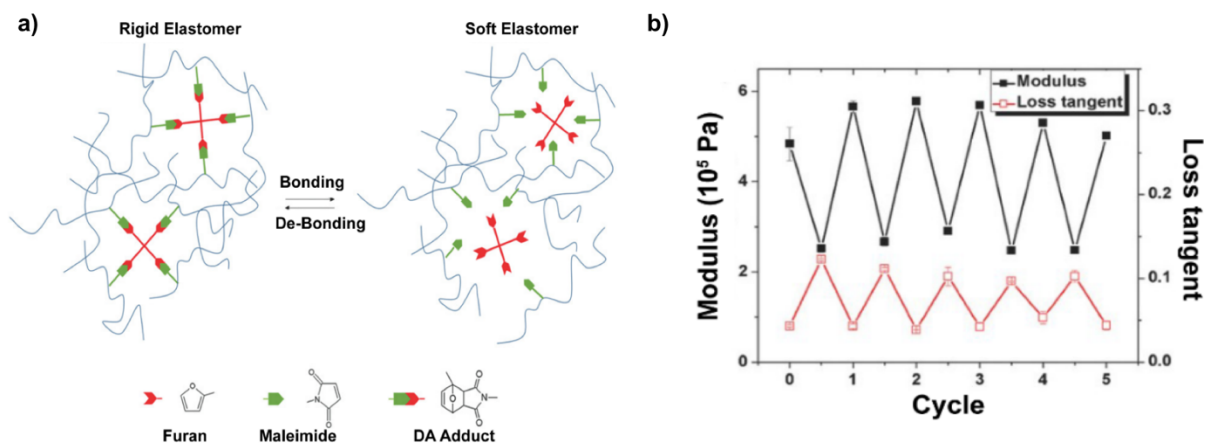 a)
Rigid Elastomer
Soft Elastomer
Bonding
De-Bonding
Furan
Maleimide
DA Adduct
O
O
N
O
O
O
N
O
b)
Modulus
Loss tangent
Modulus (10⁵ Pa)
6
4
2
0
Loss tangent
0.3
0.2
0.1
0.0
0 1 2 3 4 5
Cycle